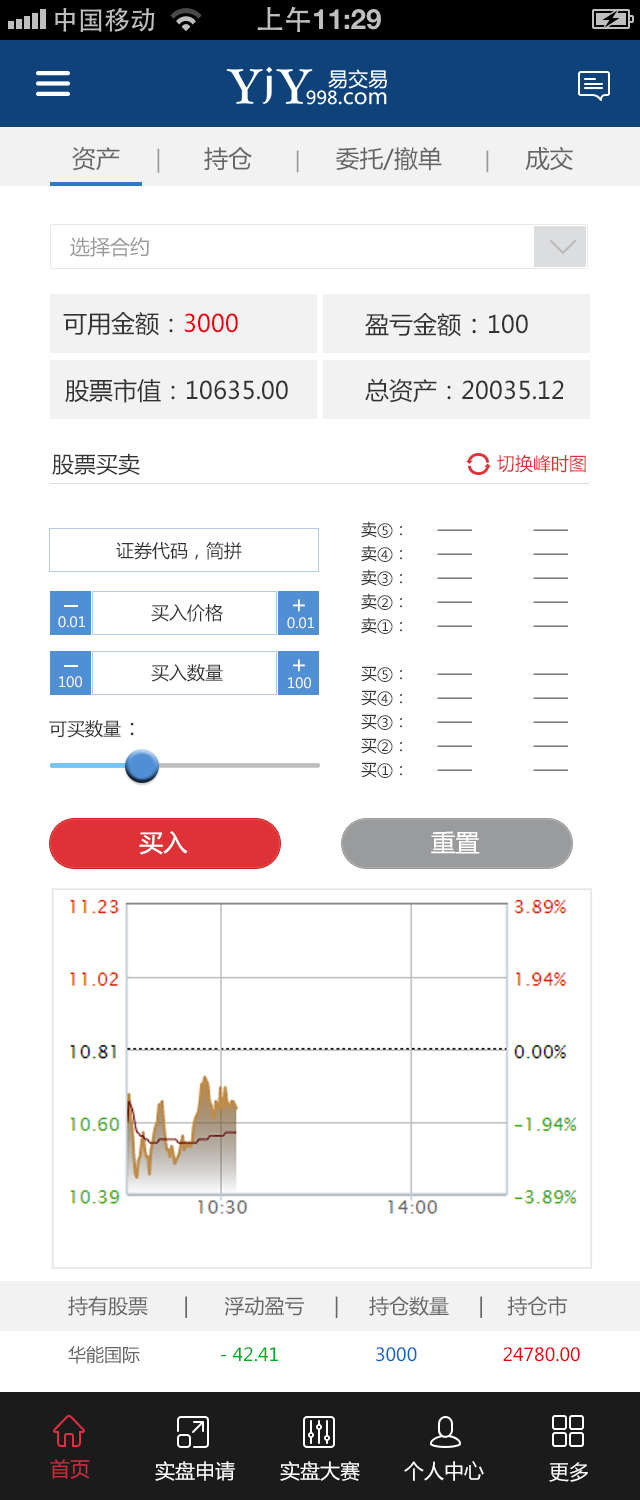 中国移动 上午11:29
YjY 易交易
998.com
资产 | 持仓 | 委托/撤单 | 成交
选择合约
可用金额：3000 盈亏金额：100
股票市值：10635.00 总资产：20035.12
股票买卖 切换峰时图
证券代码，简拼
－ 0.01 买入价格 ＋ 0.01
－ 100 买入数量 ＋ 100
可买数量：
卖⑤： —— ——
卖④： —— ——
卖③： —— ——
卖②： —— ——
卖①： —— ——
买⑤： —— ——
买④： —— ——
买③： —— ——
买②： —— ——
买①： —— ——
买入 重置
11.23 3.89%
11.02 1.94%
10.81 0.00%
10.60 -1.94%
10.39 -3.89%
10:30 14:00
持有股票 | 浮动盈亏 | 持仓数量 | 持仓市
华能国际 - 42.41 3000 24780.00
首页 实盘申请 实盘大赛 个人中心 更多